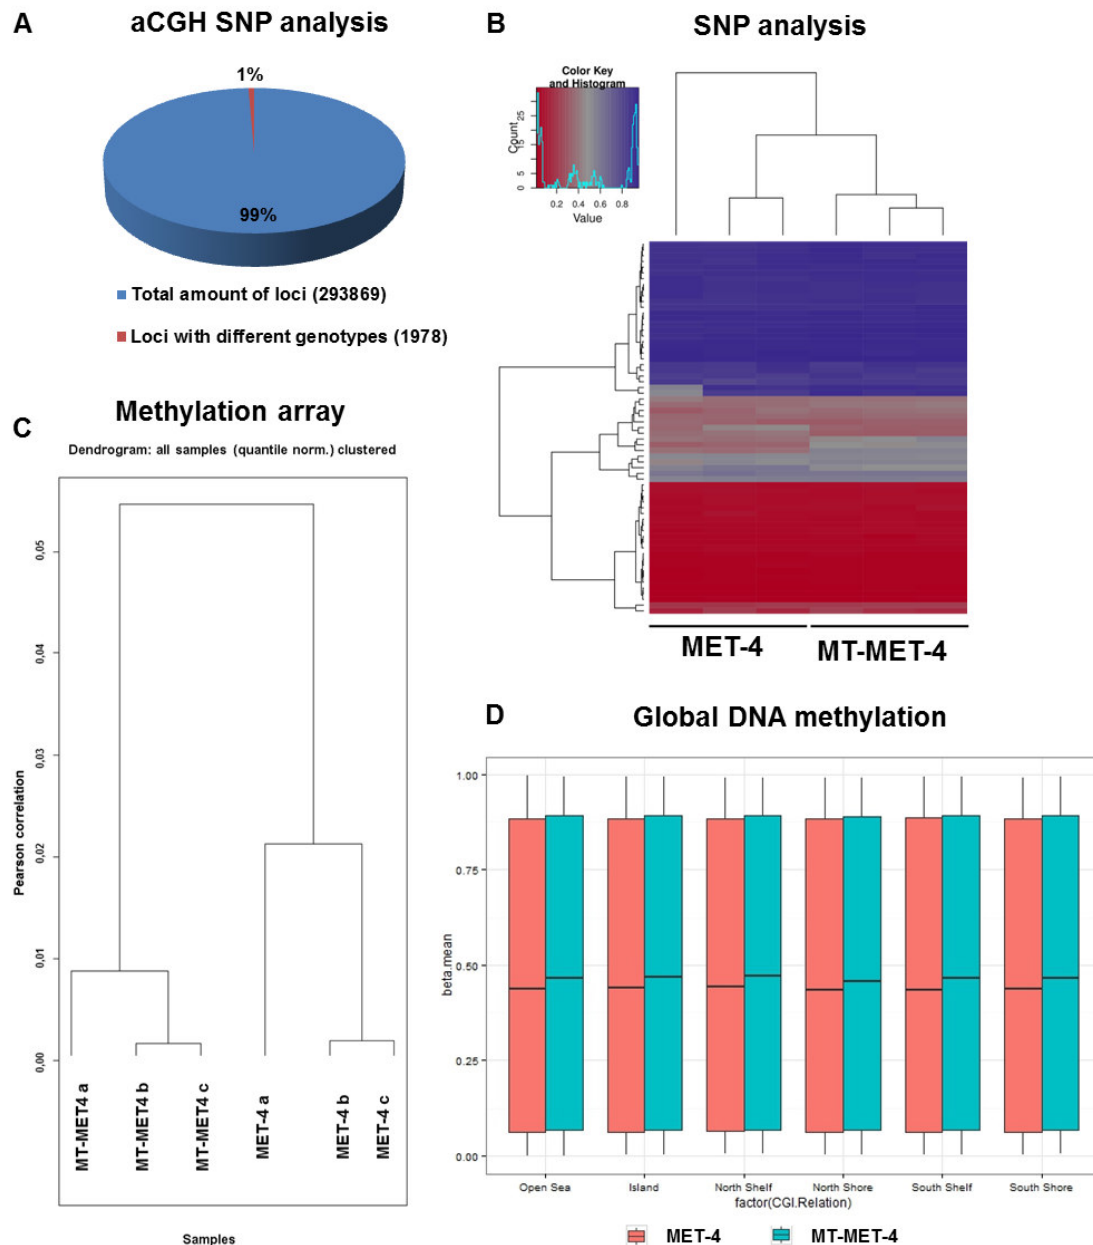 A
aCGH SNP analysis
1%
99%
Total amount of loci (293869)
Loci with different genotypes (1978)
B
SNP analysis
Color Key
and Histogram
Count
0 5 15 25
0.2 0.4 0.6 0.8
Value
MET-4
MT-MET-4
C
Methylation array
Dendrogram: all samples (quantile norm.) clustered
Pearson correlation
0,05
0,04
0,03
0,02
0,01
0,00
MT-MET4 a
MT-MET4 b
MT-MET4 c
MET-4 a
MET-4 b
MET-4 c
Samples
D
Global DNA methylation
beta.mean
1.00
0.75
0.50
0.25
0.00
Open Sea
Island
North Shelf
North Shore
South Shelf
South Shore
factor(CGI.Relation)
MET-4
MT-MET-4